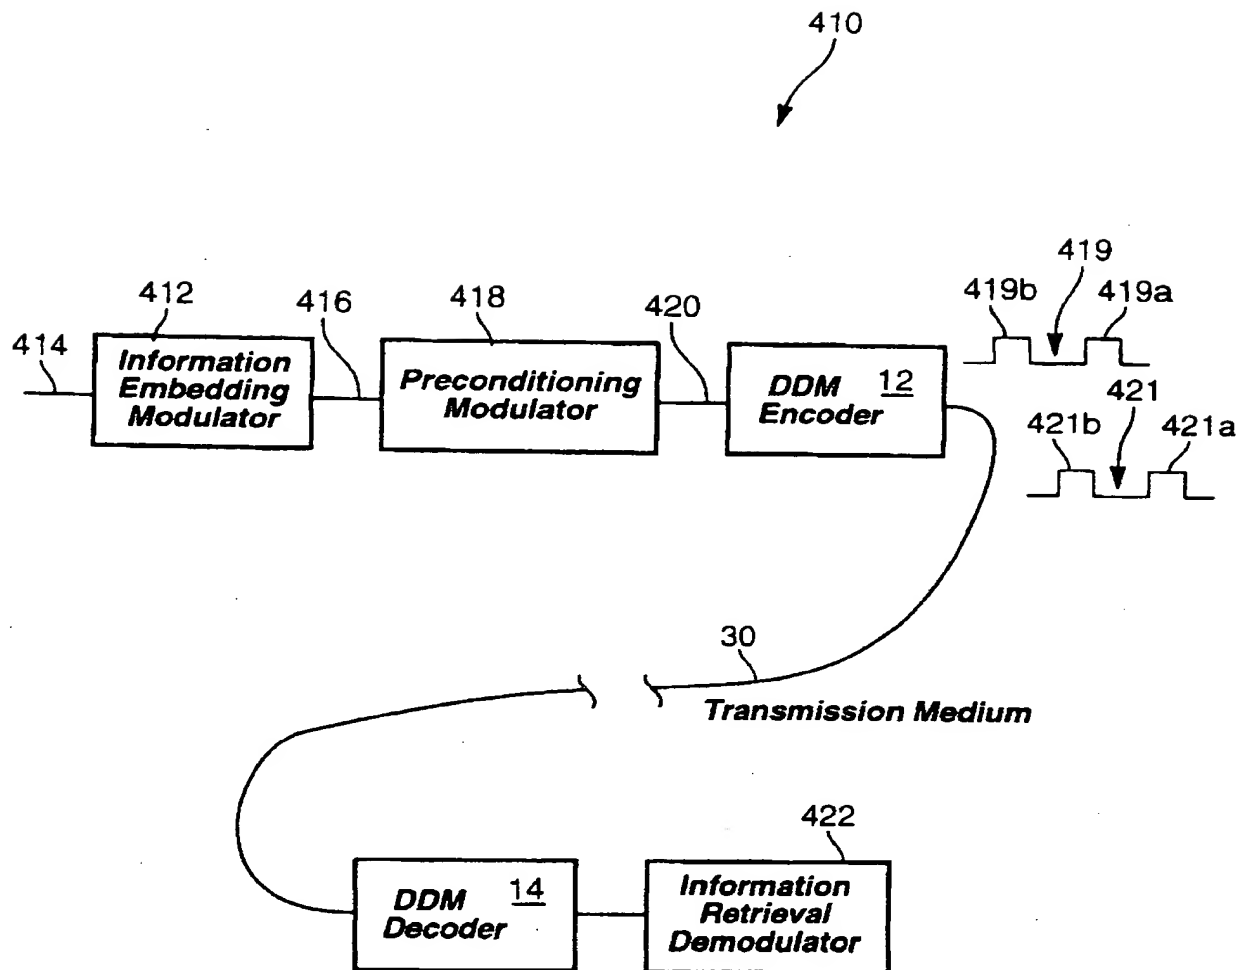 410
419
419b
419a
412
416
418
420
414
Information
Embedding
Modulator
Preconditioning
Modulator
DDM 12
Encoder
421
421b
421a
30
Transmission Medium
422
DDM 14
Decoder
Information
Retrieval
Demodulator